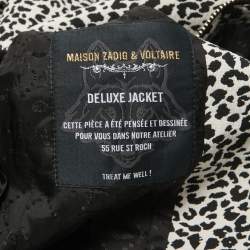 MAISON ZADIG & VOLTAIRE
DELUXE JACKET
CETTE PIÈCE A ÉTÉ PENSÉE ET DESSINÉE
POUR VOUS DANS NOTRE ATELIER
55 RUE ST ROCH
TREAT ME WELL !